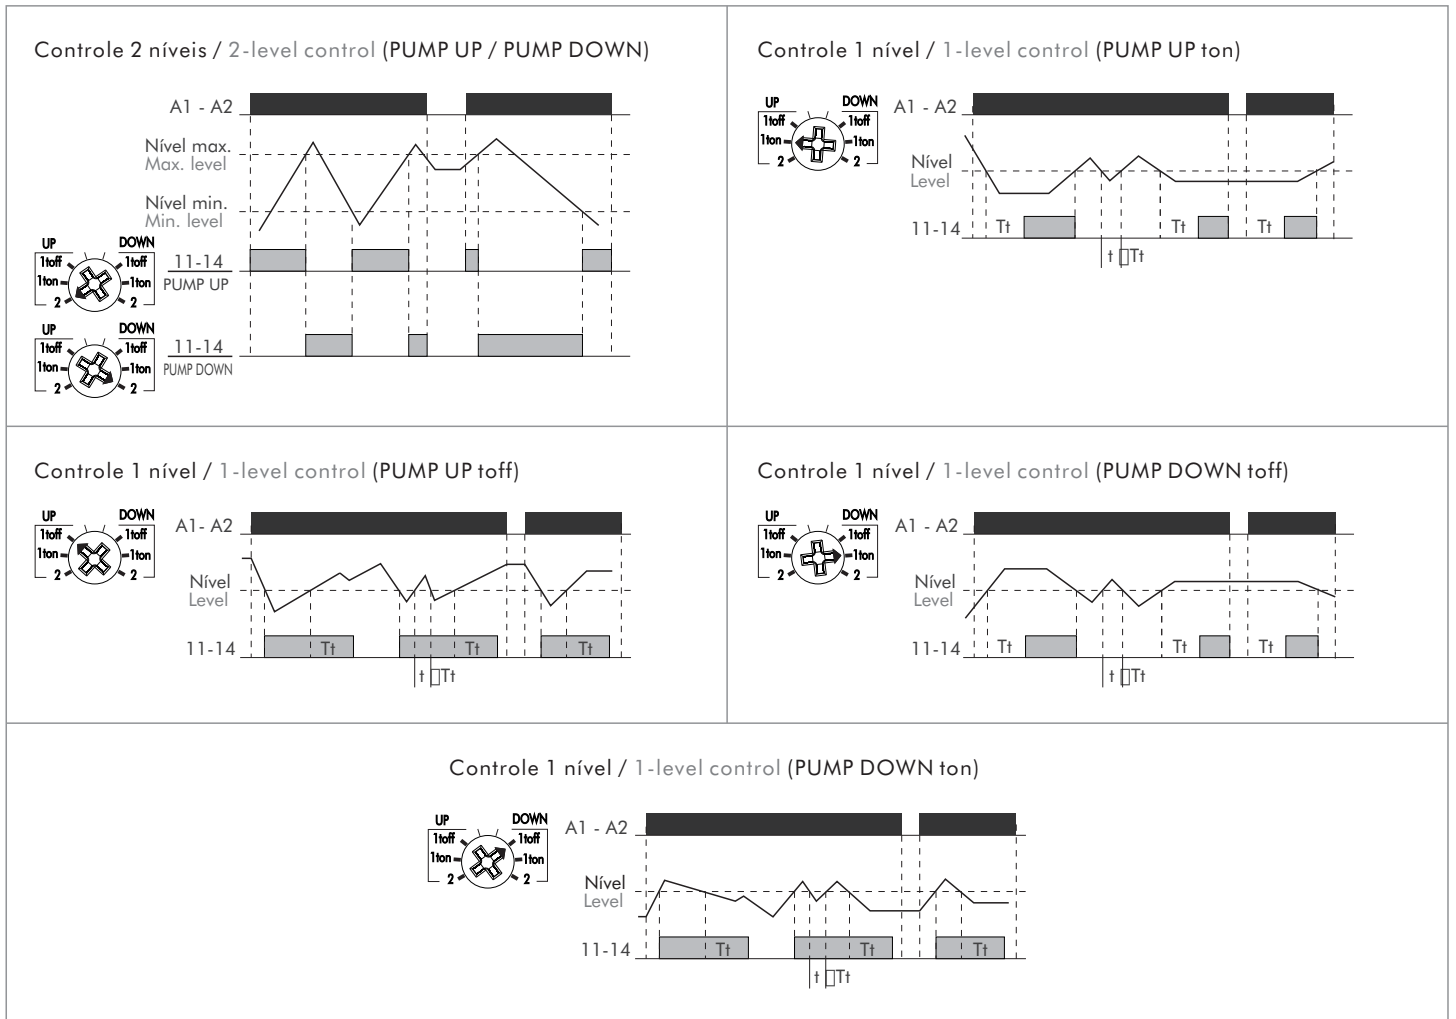 Controle 2 níveis / 2-level control (PUMP UP / PUMP DOWN)
A1 - A2
Nível max.
Max. level
Nível min.
Min. level
UP DOWN
1toff 1toff
1ton 1ton
2 2
11-14
PUMP UP
UP DOWN
1toff 1toff
1ton 1ton
2 2
11-14
PUMP DOWN
Controle 1 nível / 1-level control (PUMP UP ton)
UP DOWN
1toff 1toff
1ton 1ton
2 2
A1 - A2
Nível
Level
11-14 Tt Tt Tt
t Tt
Controle 1 nível / 1-level control (PUMP UP toff)
UP DOWN
1toff 1toff
1ton 1ton
2 2
A1- A2
Nível
Level
11-14 Tt Tt Tt
t Tt
Controle 1 nível / 1-level control (PUMP DOWN toff)
UP DOWN
1toff 1toff
1ton 1ton
2 2
A1 - A2
Nível
Level
11-14 Tt Tt Tt
t Tt
Controle 1 nível / 1-level control (PUMP DOWN ton)
UP DOWN
1toff 1toff
1ton 1ton
2 2
A1 - A2
Nível
Level
11-14 Tt Tt Tt
t Tt